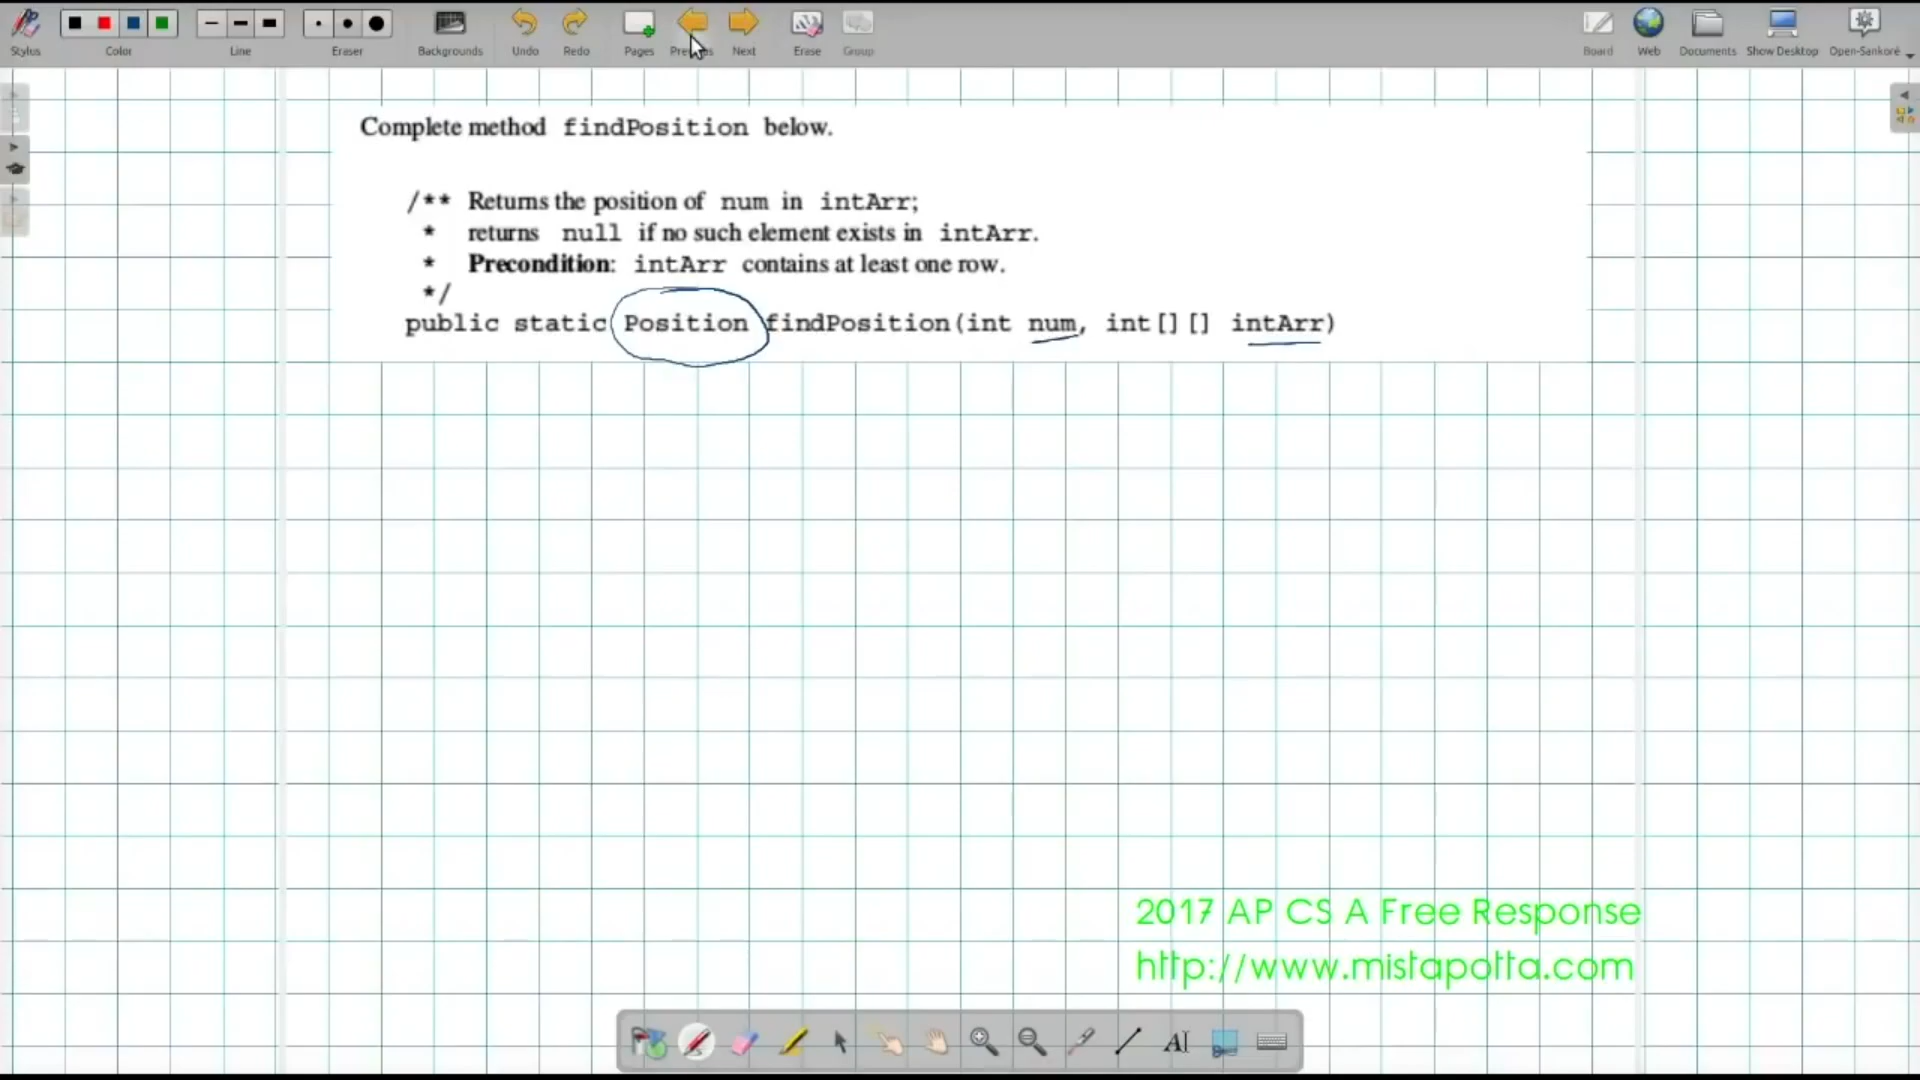 Stylus Color Line Eraser Backgrounds Undo Redo Pages Next Erase Group Board Web Documents Show Desktop Open-Sankoré
Complete method findPosition below.
/** Returns the position of num in intArr;
* returns null if no such element exists in intArr.
* Precondition: intArr contains at least one row.
*/
public static Position findPosition(int num, int[][] intArr)
2017 AP CS A Free Response
http://www.mistapotta.com
AI